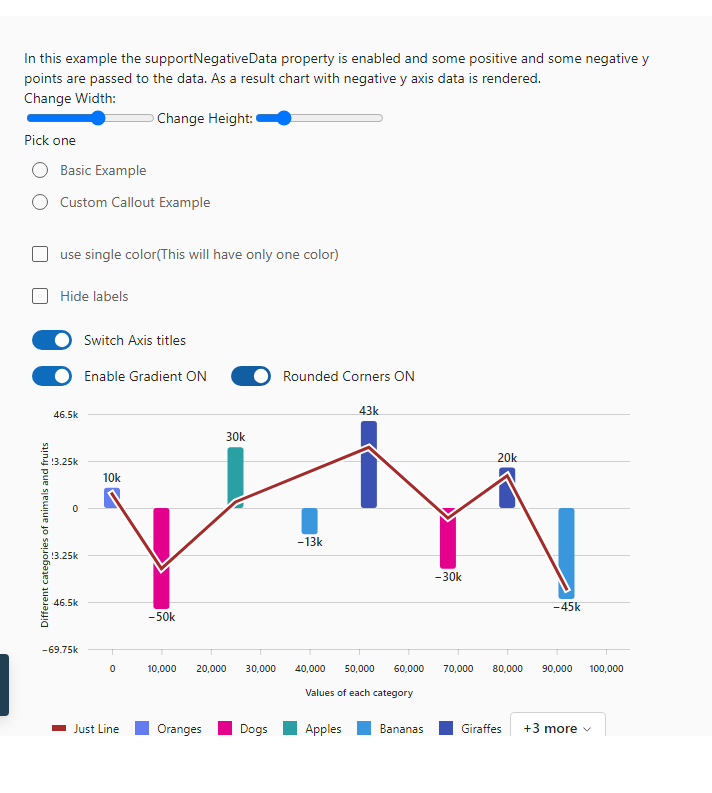 In this example the supportNegativeData property is enabled and some positive and some negative y
points are passed to the data. As a result chart with negative y axis data is rendered.
Change Width:
Change Height:
Pick one
Basic Example
Custom Callout Example
use single color(This will have only one color)
Hide labels
Switch Axis titles
Enable Gradient ON
Rounded Corners ON
Different categories of animals and fruits
46.5k
3.25k
0
3.25k
46.5k
−69.75k
10k
−50k
30k
−13k
43k
−30k
20k
−45k
0 10,000 20,000 30,000 40,000 50,000 60,000 70,000 80,000 90,000 100,000
Values of each category
Just Line Oranges Dogs Apples Bananas Giraffes +3 more